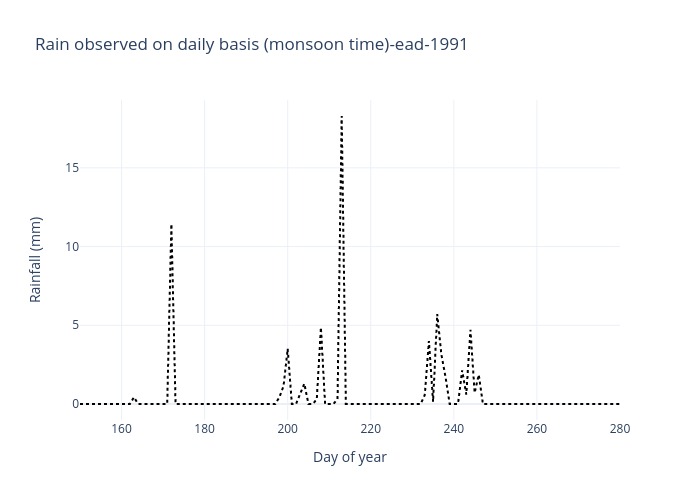 Rain observed on daily basis (monsoon time)-ead-1991
15
10
5
0
Rainfall (mm)
160 180 200 220 240 260 280
Day of year